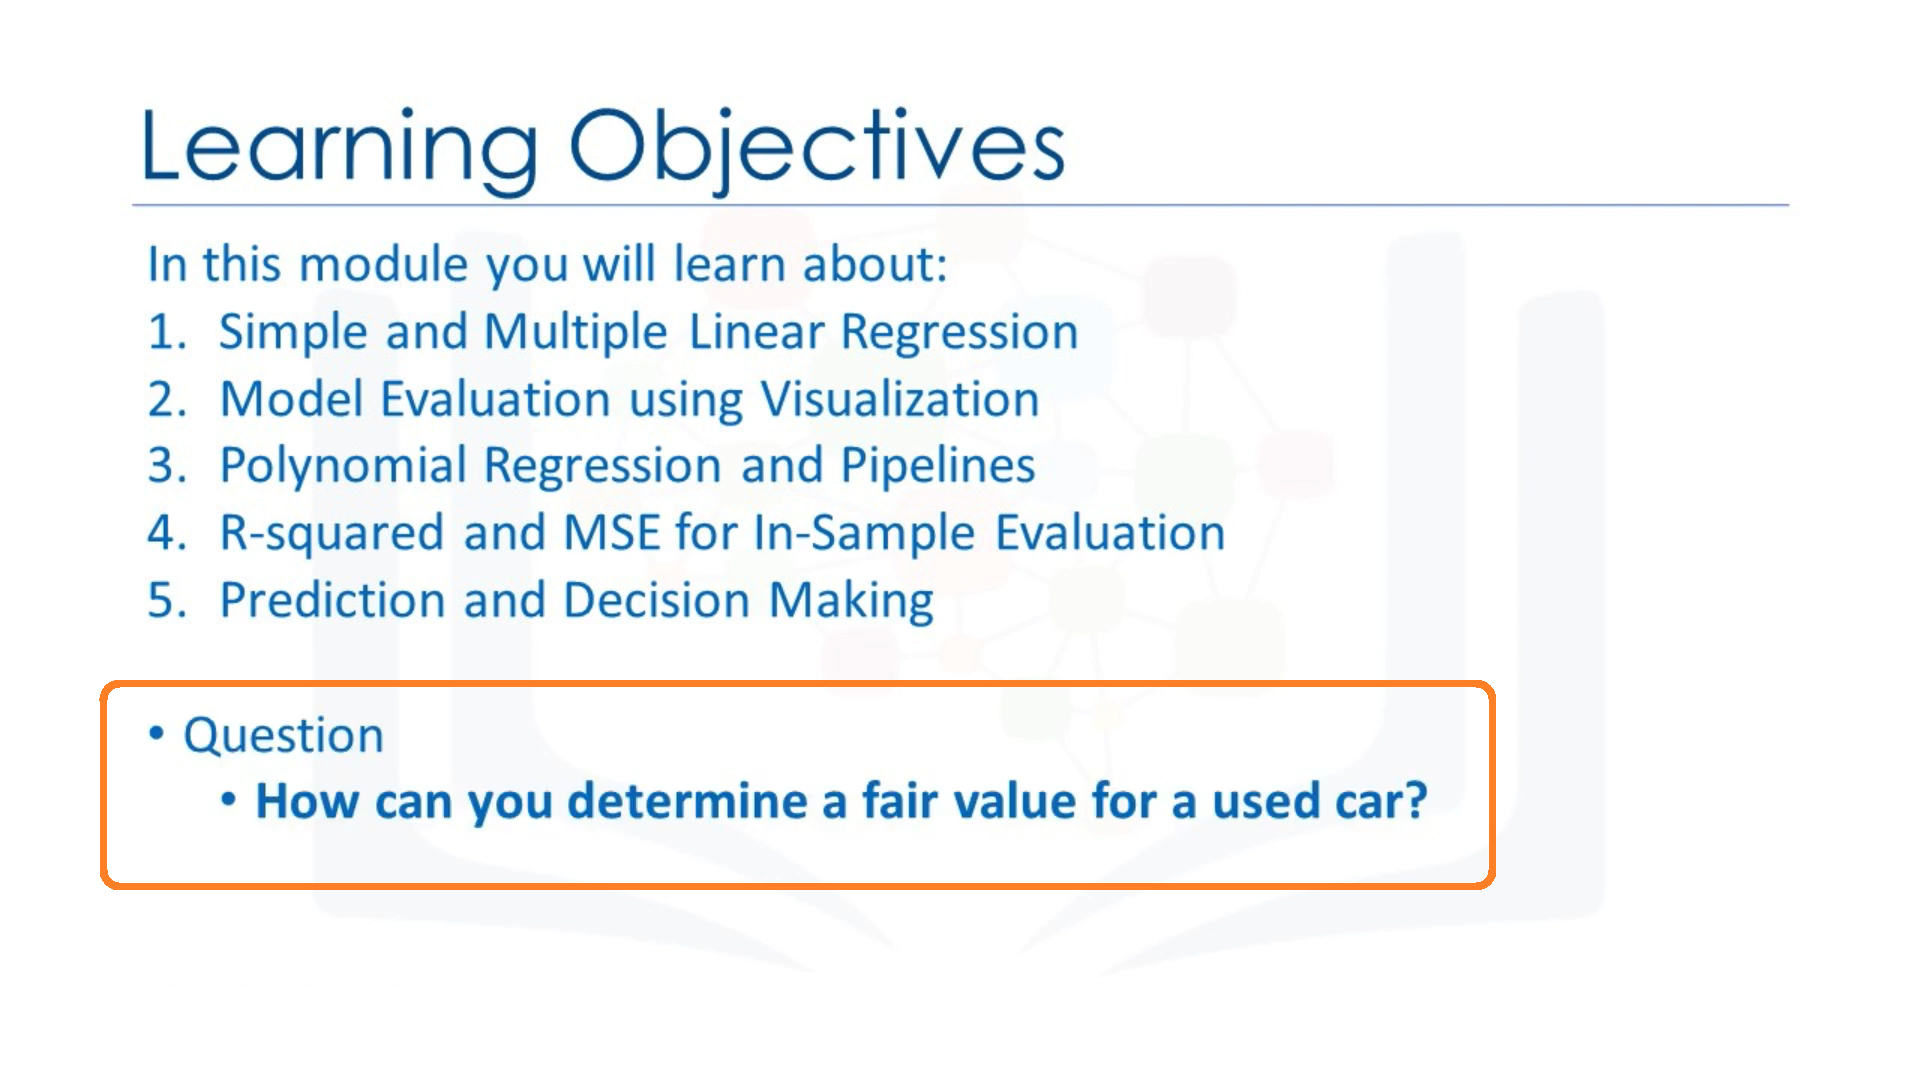 Learning Objectives
In this module you will learn about:
1. Simple and Multiple Linear Regression
2. Model Evaluation using Visualization
3. Polynomial Regression and Pipelines
4. R-squared and MSE for In-Sample Evaluation
5. Prediction and Decision Making
• Question
• How can you determine a fair value for a used car?